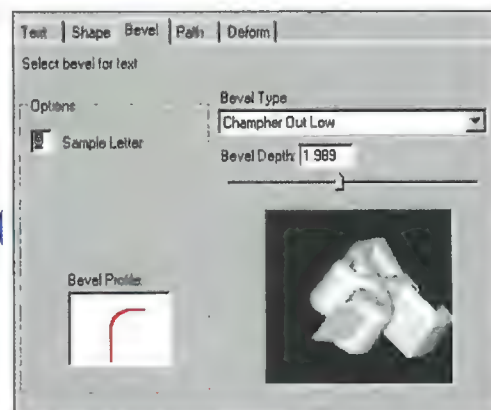 Text Shape Bevel Path Deform
Select bevel for text
Options
Sample Letter
Bevel Type
Champher Out Low
Bevel Depth: 1.989
Bevel Profile: